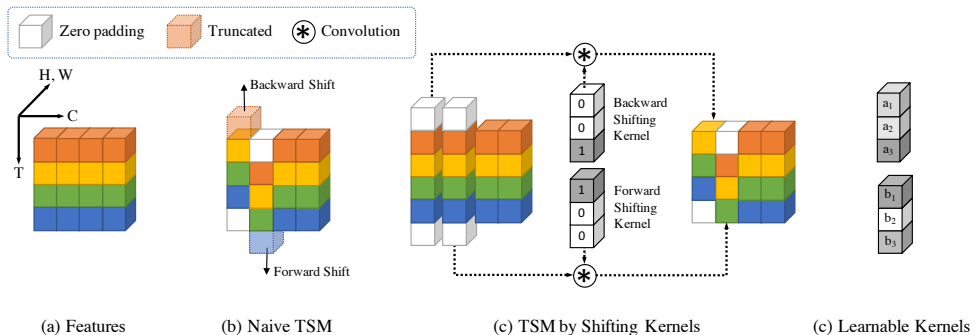 Zero padding
Truncated
Convolution
H, W
C
T
Backward Shift
Forward Shift
0
0
1
Backward
Shifting
Kernel
1
0
0
Forward
Shifting
Kernel
a1
a2
a3
b1
b2
b3
(a) Features
(b) Naive TSM
(c) TSM by Shifting Kernels
(c) Learnable Kernels